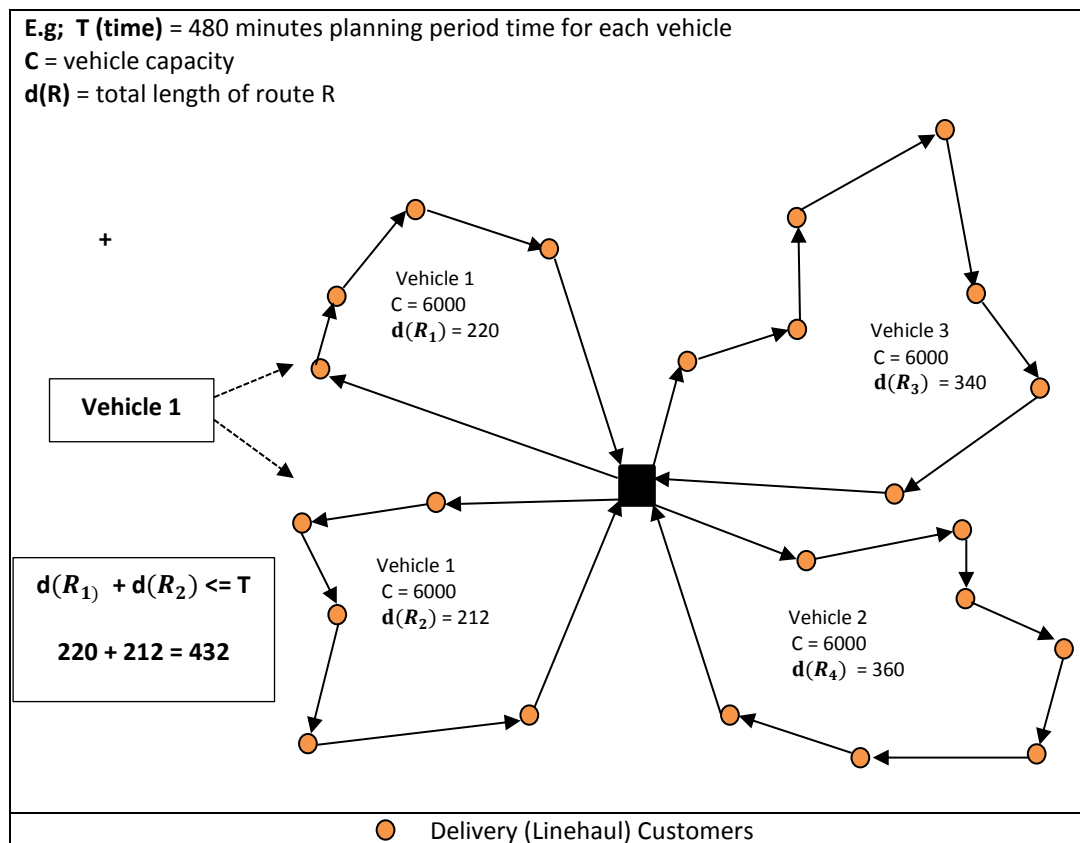 E.g; T (time) = 480 minutes planning period time for each vehicle
C = vehicle capacity
d(R) = total length of route R
+
Vehicle 1
C = 6000
d(R₁) = 220
Vehicle 3
C = 6000
d(R₃) = 340
Vehicle 1
Vehicle 1
C = 6000
d(R₂) = 212
d(R₁) + d(R₂) <= T
220 + 212 = 432
Vehicle 2
C = 6000
d(R₄) = 360
Delivery (Linehaul) Customers